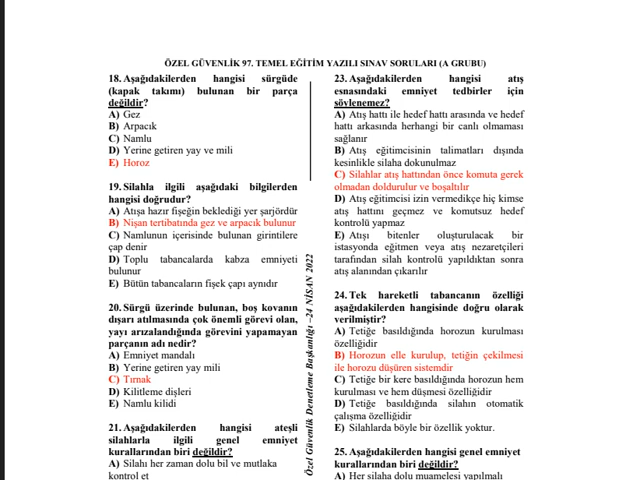 ÖZEL GÜVENLİK 97. TEMEL EĞİTİM YAZILI SINAV SORULARI (A GRUBU)
18. Aşağıdakilerden hangisi sürgüde
(kapak takımı) bulunan bir parça
değildir?
A) Gez
B) Arpacık
C) Namlu
D) Yerine getiren yay ve mili
E) Horoz
19. Silahla ilgili aşağıdaki bilgilerden
hangisi doğrudur?
A) Atışa hazır fişeğin beklediği yer şarjördür
B) Nişan tertibatında gez ve arpacık bulunur
C) Namlunun içerisinde bulunan girintilere
çap denir
D) Toplu tabancalarda kabza emniyeti
bulunur
E) Bütün tabancaların fişek çapı aynıdır
20. Sürgü üzerinde bulunan, boş kovanın
dışarı atılmasında çok önemli görevi olan,
yayı arızalandığında görevini yapamayan
parçanın adı nedir?
A) Emniyet mandalı
B) Yerine getiren yay mili
C) Tırnak
D) Kilitleme dişleri
E) Namlu kilidi
21. Aşağıdakilerden hangisi ateşli
silahlarla ilgili genel emniyet
kurallarından biri değildir?
A) Silahı her zaman dolu bil ve mutlaka
kontrol et
Özel Güvenlik Denetleme Başkanlığı –24 NİSAN 2022
23. Aşağıdakilerden hangisi atış
esnasındaki emniyet tedbirler için
söylenemez?
A) Atış hattı ile hedef hattı arasında ve hedef
hattı arkasında herhangi bir canlı olmaması
sağlanır
B) Atış eğitimcisinin talimatları dışında
kesinlikle silaha dokunulmaz
C) Silahlar atış hattından önce komuta gerek
olmadan doldurulur ve boşaltılır
D) Atış eğitimcisi izin vermedikçe hiç kimse
atış hattını geçmez ve komutsuz hedef
kontrolü yapmaz
E) Atışı bitenler oluşturulacak bir
istasyonda eğitmen veya atış nezaretçileri
tarafından silah kontrolü yapıldıktan sonra
atış alanından çıkarılır
24. Tek hareketli tabancanın özelliği
aşağıdakilerden hangisinde doğru olarak
verilmiştir?
A) Tetiğe basıldığında horozun kurulması
özelliğidir
B) Horozun elle kurulup, tetiğin çekilmesi
ile horozu düşüren sistemdir
C) Tetiğe bir kere basıldığında horozun hem
kurulması ve hem düşmesi özelliğidir
D) Tetiğe basıldığında silahın otomatik
çalışma özelliğidir
E) Silahlarda böyle bir özellik yoktur.
25. Aşağıdakilerden hangisi genel emniyet
kurallarından biri değildir?
A) Her silaha dolu muamelesi yapılmalı